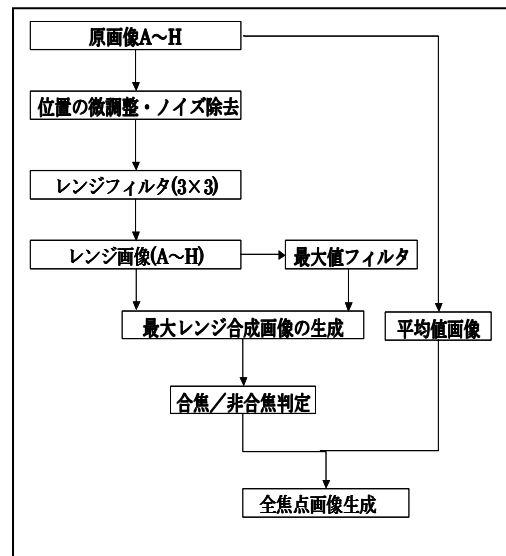 原画像A～H
位置の微調整・ノイズ除去
レンジフィルタ(3×3)
レンジ画像(A～H)
最大値フィルタ
最大レンジ合成画像の生成
平均値画像
合焦／非合焦判定
全焦点画像生成